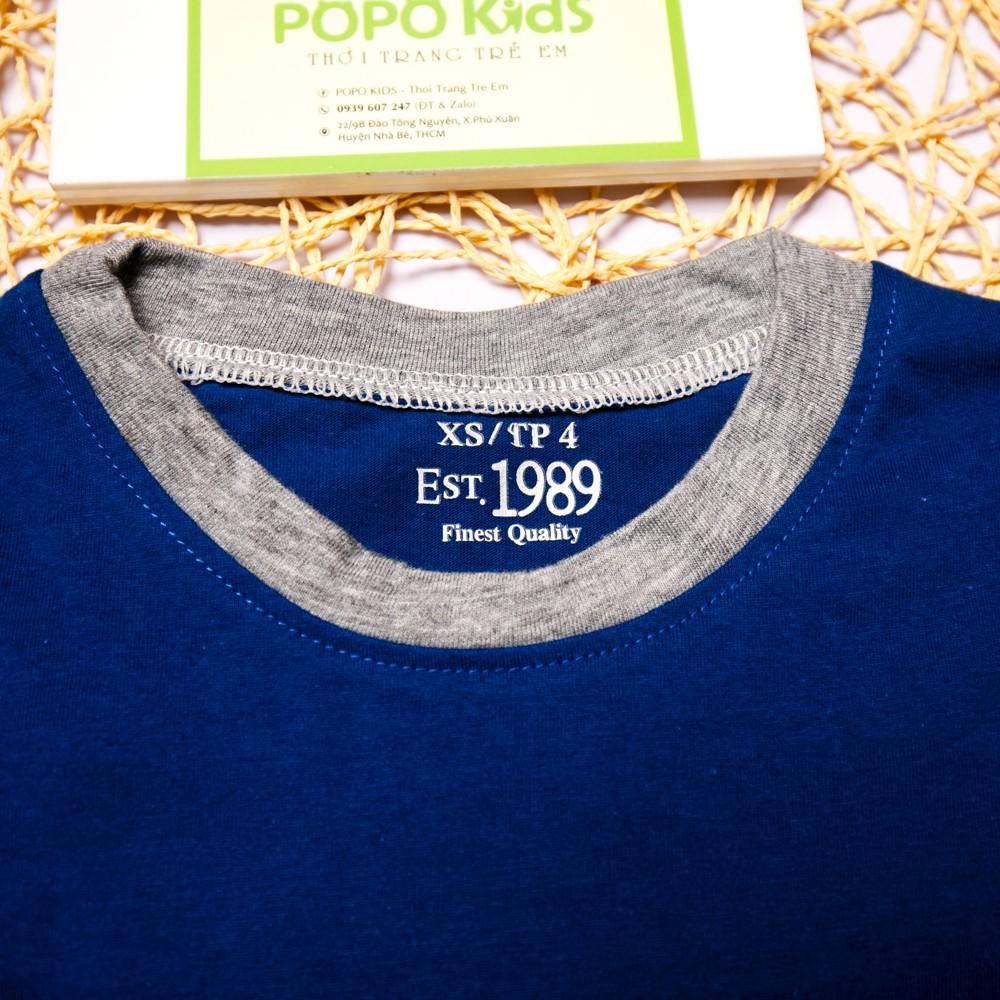 POPO Kids
THỜI TRANG TRẺ EM
POPO KIDS - Thoi Trang Tre Em
0939 607 247 (ĐT & Zalo)
22/9B Đào Tông Nguyên, X.Phú Xuân
Huyện Nhà Bè, THCM
XS/TP 4
EST. 1989
Finest Quality